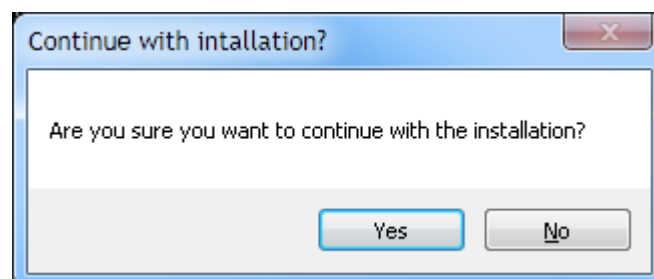 Continue with intallation?
Are you sure you want to continue with the installation?
Yes No